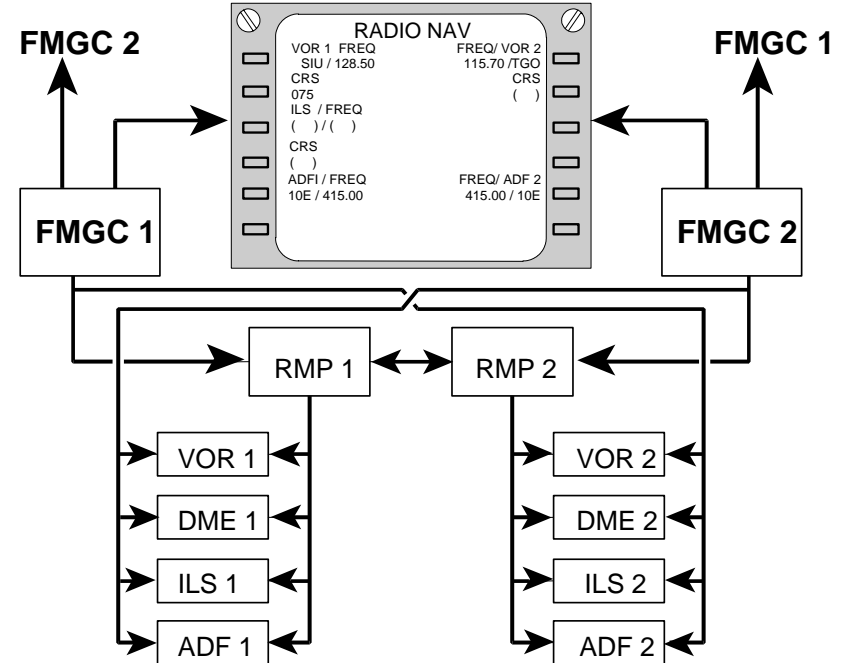 RADIO NAV
FMGC 2
FMGC 1
VOR 1 FREQ FREQ/ VOR 2
SIU / 128.50 115.70 /TGO
CRS CRS
075 ( )
ILS / FREQ
( ) / ( )
CRS
( )
ADFI / FREQ FREQ/ ADF 2
10E / 415.00 415.00 / 10E
FMGC 1 FMGC 2
RMP 1 RMP 2
VOR 1 VOR 2
DME 1 DME 2
ILS 1 ILS 2
ADF 1 ADF 2